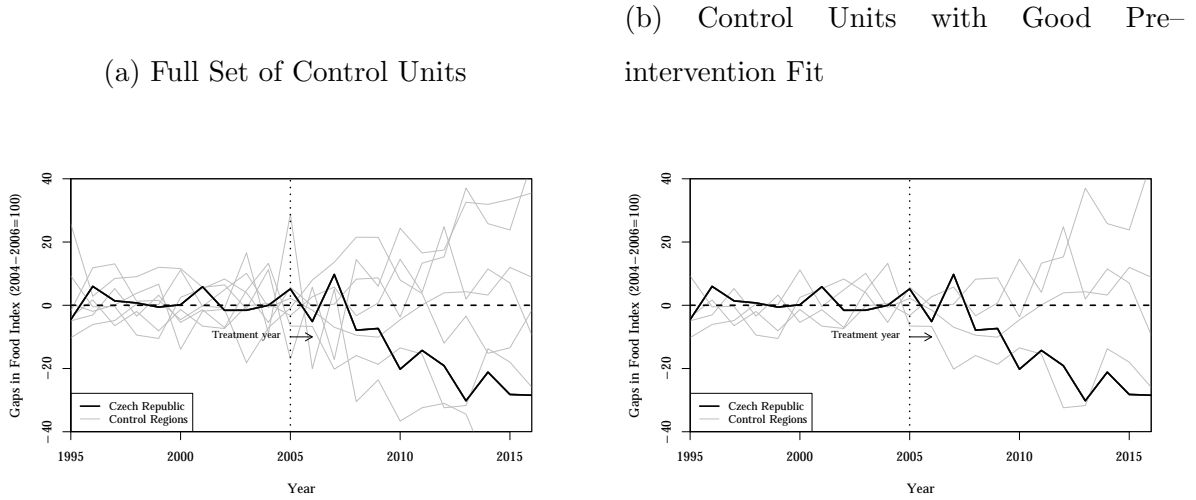 (a) Full Set of Control Units
(b) Control Units with Good Pre–
intervention Fit
Gaps in Food Index (2004−2006=100)
40
20
0
−20
−40
Treatment year
Czech Republic
Control Regions
1995
2000
2005
2010
2015
Year
Gaps in Food Index (2004−2006=100)
40
20
0
−20
−40
Treatment year
Czech Republic
Control Regions
1995
2000
2005
2010
2015
Year